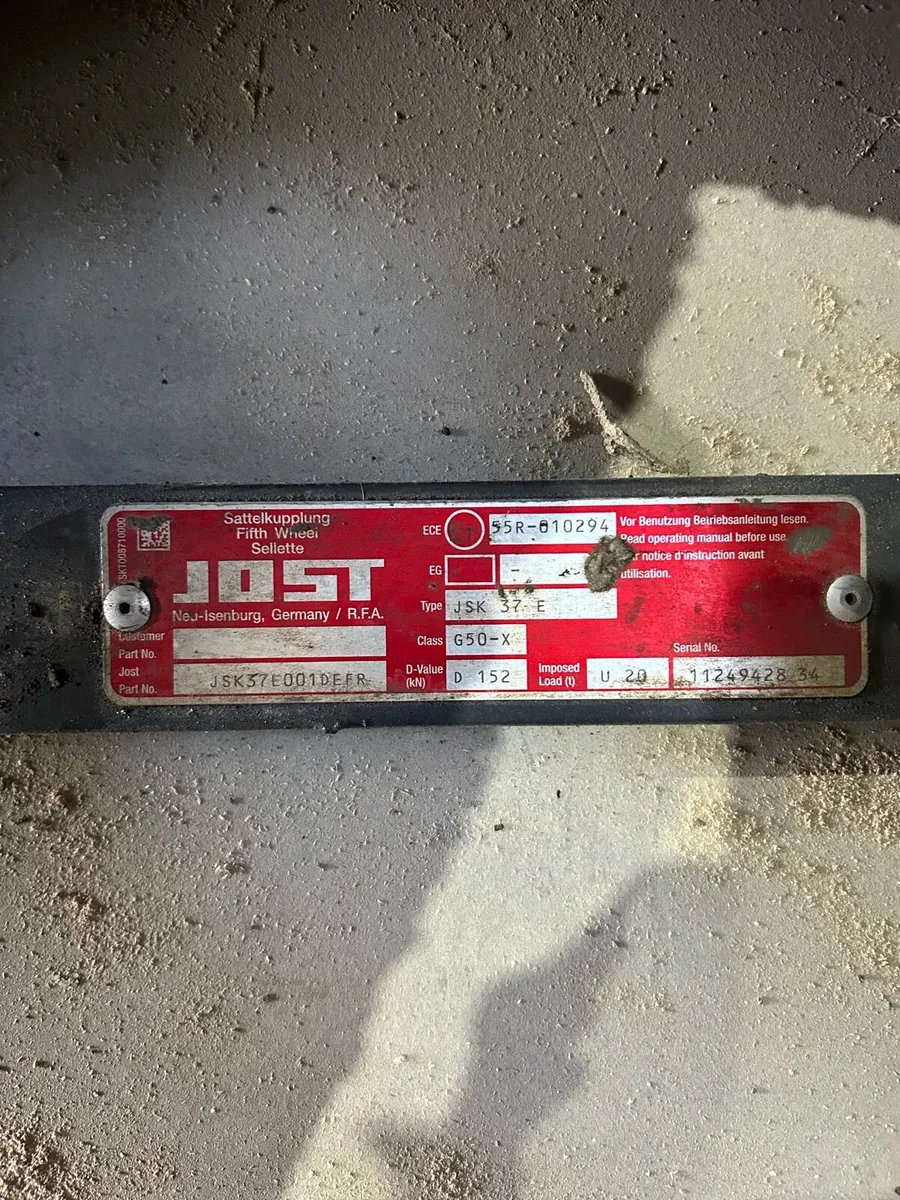 SKT008710000
Sattelkupplung
Fifth Wheel
Sellette
JOST
Neu-Isenburg, Germany / R.F.A.
Customer
Part No.
Jost
Part No. JSK37E001DEFR
ECE 55R-010294
EG -
Type JSK 37 E
Class G50-X
D-Value
(kN) D 152
Imposed
Load (t) U 20
Vor Benutzung Betriebsanleitung lesen.
Read operating manual before use.
notice d'instruction avant
utilisation.
Serial No.
11249428 34